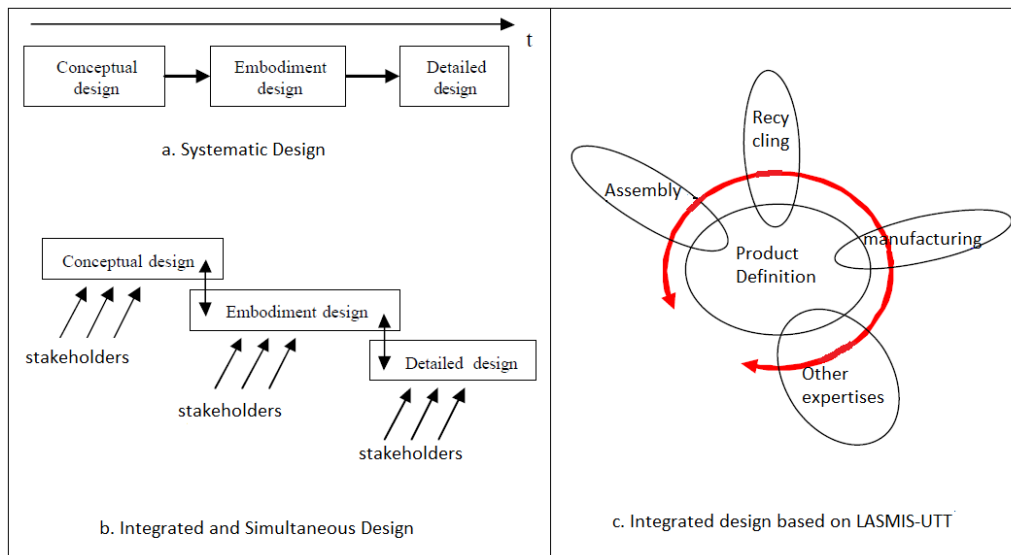 t
Conceptual
design
Embodiment
design
Detailed
design
a. Systematic Design
Conceptual design
stakeholders
Embodiment design
stakeholders
Detailed design
stakeholders
b. Integrated and Simultaneous Design
Recy
cling
Assembly
manufacturing
Product
Definition
Other
expertises
c. Integrated design based on LASMIS-UTT